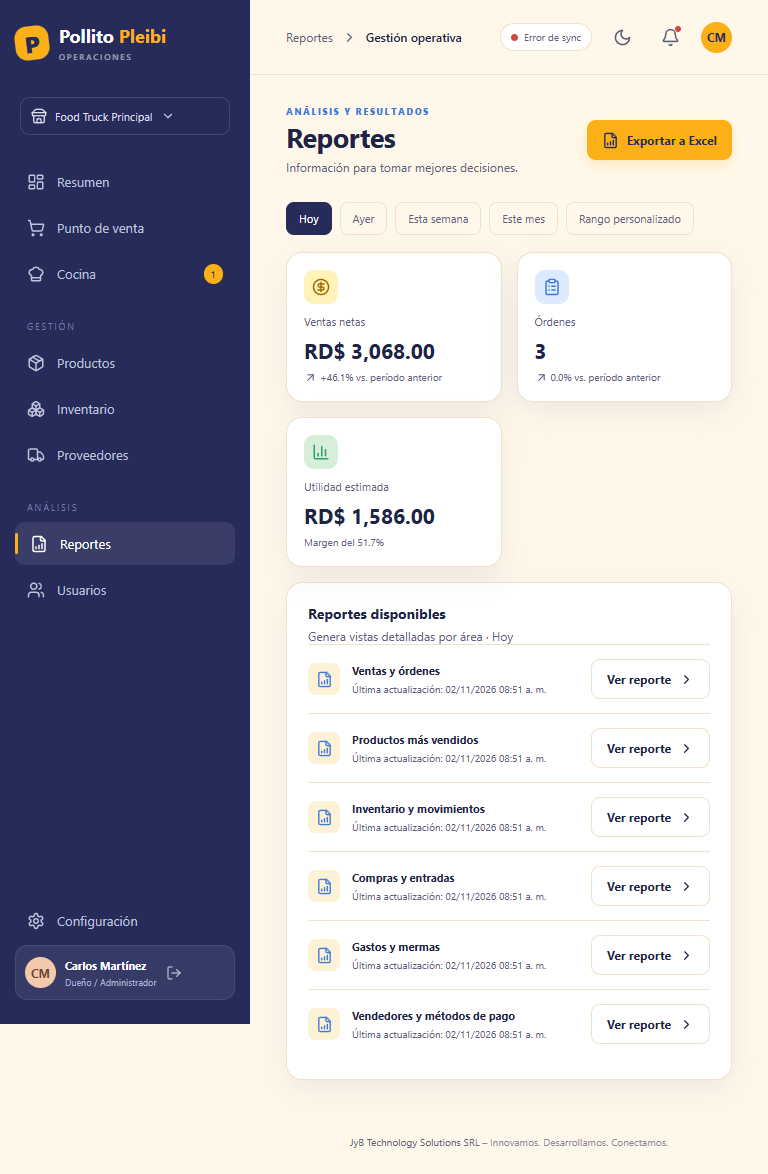 P
Pollito Pleibi
OPERACIONES
Food Truck Principal
Resumen
Punto de venta
Cocina
1
GESTIÓN
Productos
Inventario
Proveedores
ANÁLISIS
Reportes
Usuarios
Configuración
CM
Carlos Martínez
Dueño / Administrador
Reportes > Gestión operativa
Error de sync
CM
ANÁLISIS Y RESULTADOS
Reportes
Información para tomar mejores decisiones.
Exportar a Excel
Hoy
Ayer
Esta semana
Este mes
Rango personalizado
Ventas netas
RD$ 3,068.00
+46.1% vs. período anterior
Órdenes
3
0.0% vs. período anterior
Utilidad estimada
RD$ 1,586.00
Margen del 51.7%
Reportes disponibles
Genera vistas detalladas por área · Hoy
Ventas y órdenes
Última actualización: 02/11/2026 08:51 a. m.
Ver reporte
Productos más vendidos
Última actualización: 02/11/2026 08:51 a. m.
Ver reporte
Inventario y movimientos
Última actualización: 02/11/2026 08:51 a. m.
Ver reporte
Compras y entradas
Última actualización: 02/11/2026 08:51 a. m.
Ver reporte
Gastos y mermas
Última actualización: 02/11/2026 08:51 a. m.
Ver reporte
Vendedores y métodos de pago
Última actualización: 02/11/2026 08:51 a. m.
Ver reporte
JyB Technology Solutions SRL – Innovamos. Desarrollamos. Conectamos.